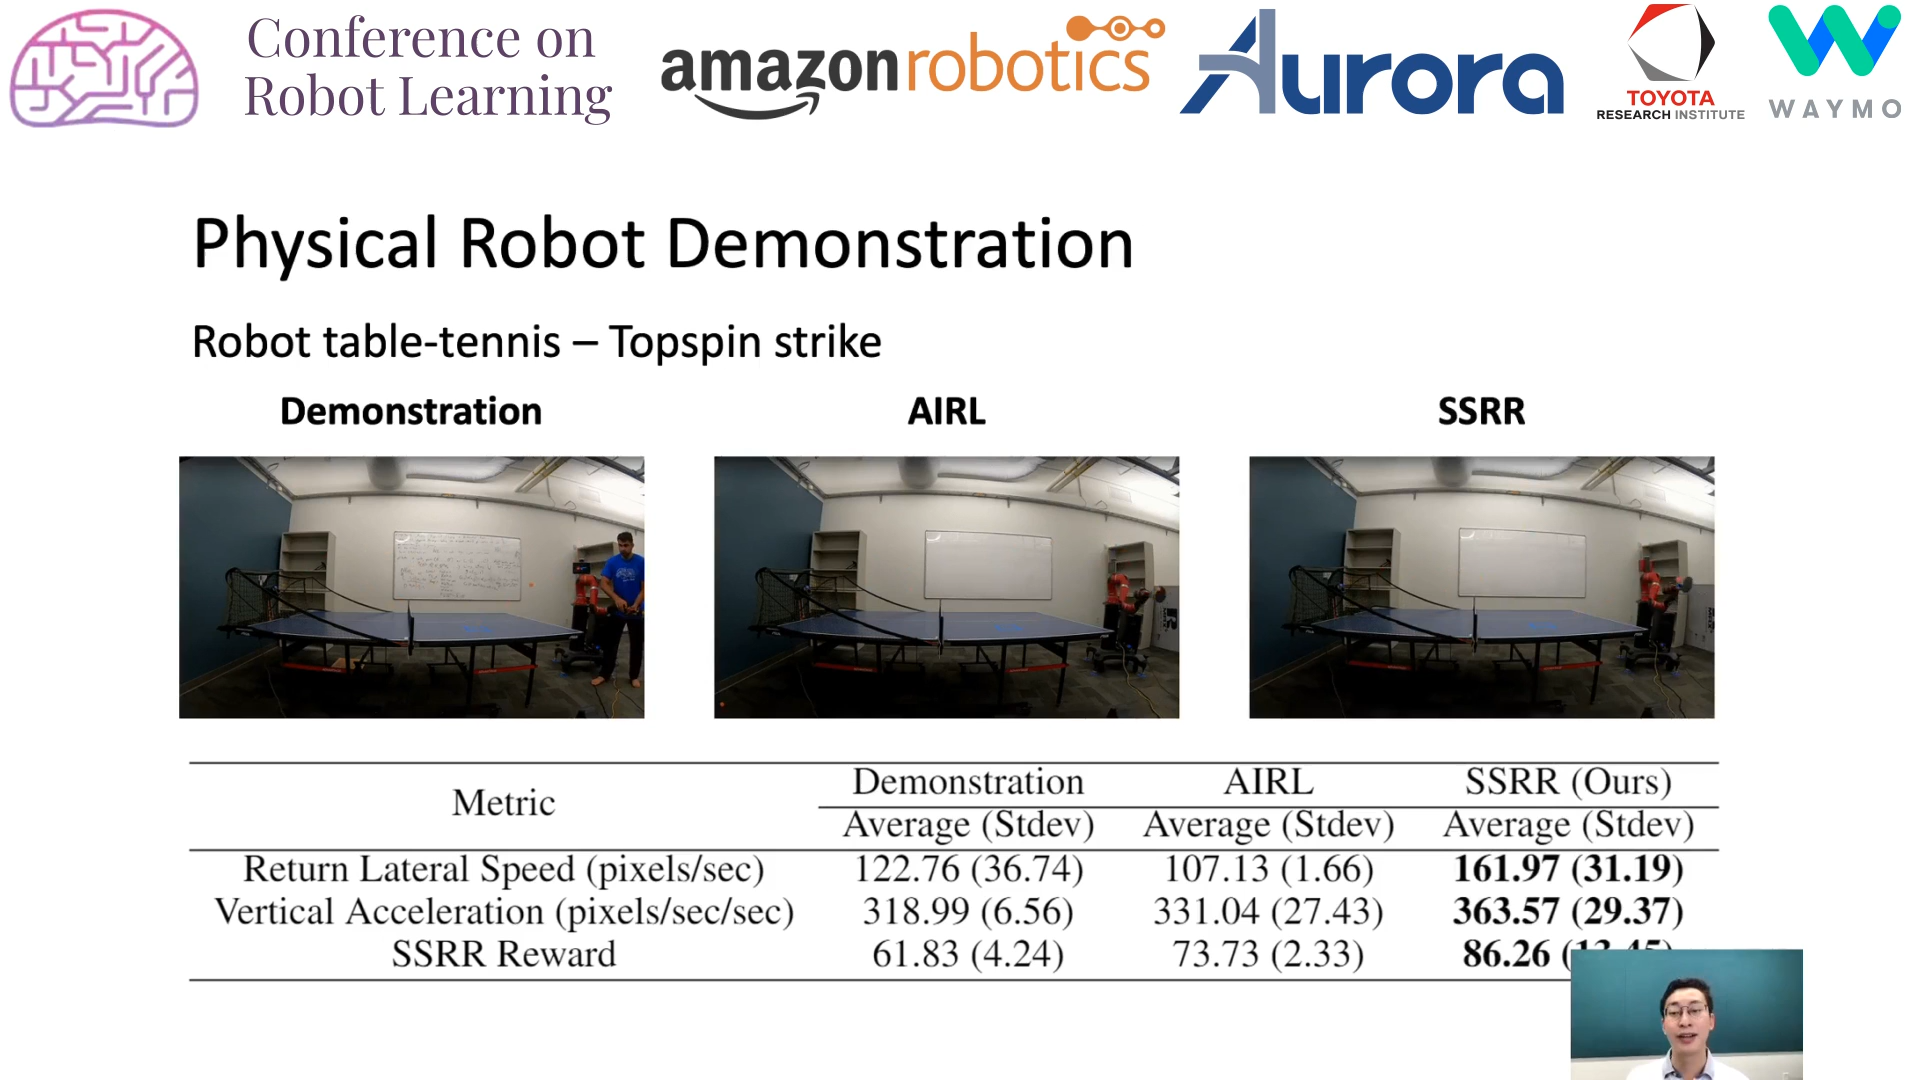 Conference on
Robot Learning
amazonrobotics
Aurora
TOYOTA
RESEARCH INSTITUTE
WAYMO
Physical Robot Demonstration
Robot table-tennis – Topspin strike
Demonstration AIRL SSRR
Metric Demonstration AIRL SSRR (Ours)
Average (Stdev) Average (Stdev) Average (Stdev)
Return Lateral Speed (pixels/sec) 122.76 (36.74) 107.13 (1.66) 161.97 (31.19)
Vertical Acceleration (pixels/sec/sec) 318.99 (6.56) 331.04 (27.43) 363.57 (29.37)
SSRR Reward 61.83 (4.24) 73.73 (2.33) 86.26